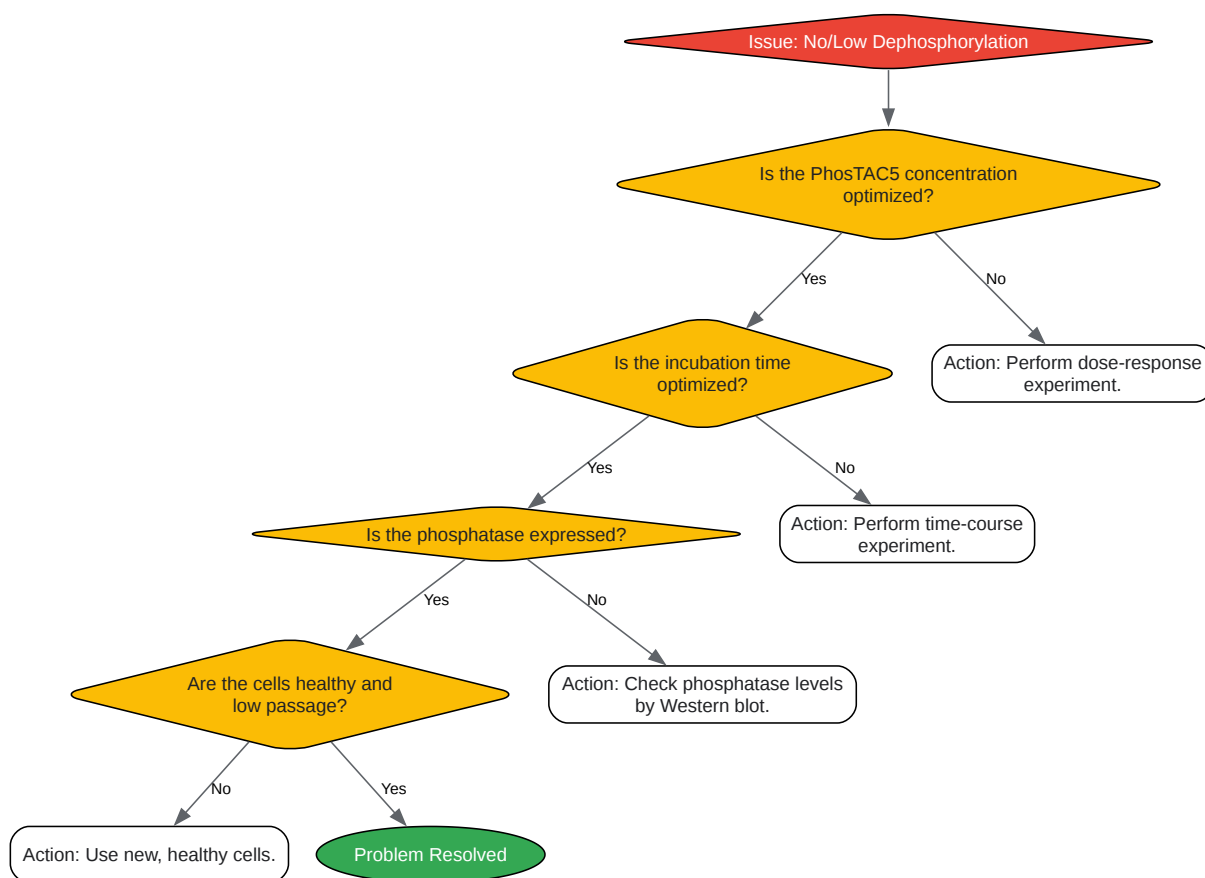 Issue: No/Low Dephosphorylation
Is the PhosTAC5 concentration
optimized?
Yes
No
Is the incubation time
optimized?
Action: Perform dose-response
experiment.
Yes
No
Is the phosphatase expressed?
Action: Perform time-course
experiment.
Yes
No
Are the cells healthy and
low passage?
Action: Check phosphatase levels
by Western blot.
No
Yes
Action: Use new, healthy cells.
Problem Resolved